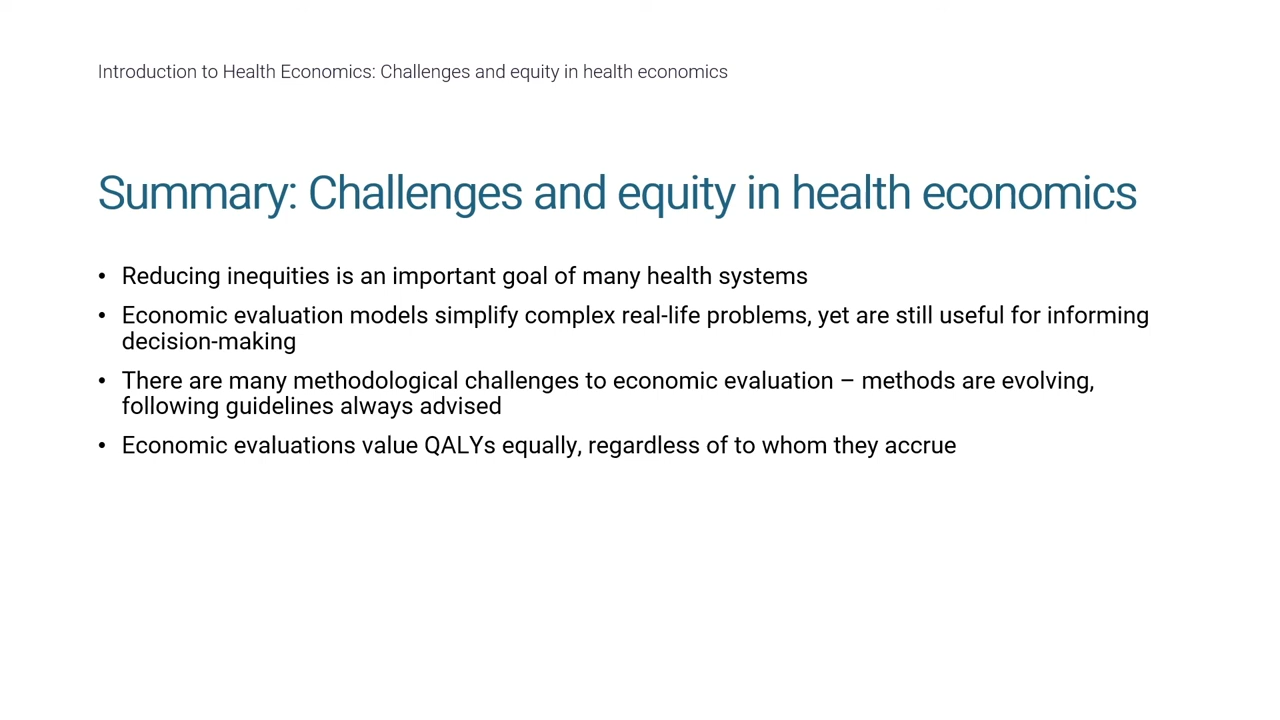 Introduction to Health Economics: Challenges and equity in health economics
Summary: Challenges and equity in health economics
• Reducing inequities is an important goal of many health systems
• Economic evaluation models simplify complex real-life problems, yet are still useful for informing
decision-making
• There are many methodological challenges to economic evaluation – methods are evolving,
following guidelines always advised
• Economic evaluations value QALYs equally, regardless of to whom they accrue